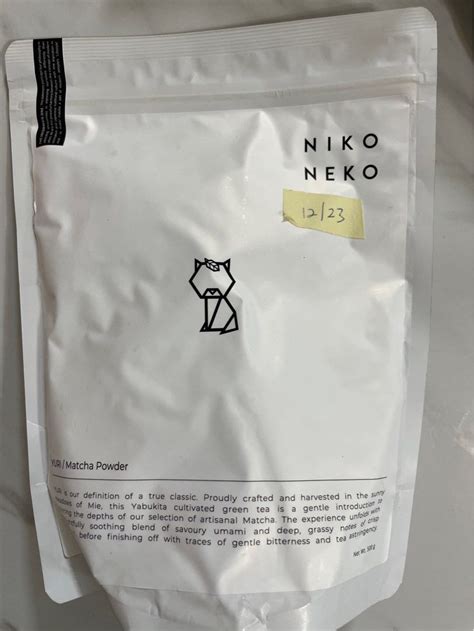 NIKO
NEKO
12/23
YURI / Matcha Powder
YURI is our definition of a true classic. Proudly crafted and harvested in the sunny
of Mie, this Yabukita cultivated green tea is a gentle introduction to
the depths of our selection of artisanal Matcha. The experience unfolds with
soothing blend of savoury umami and deep, grassy notes of crisp
before finishing off with traces of gentle bitterness and tea astringency.
Net Wt. 500 g